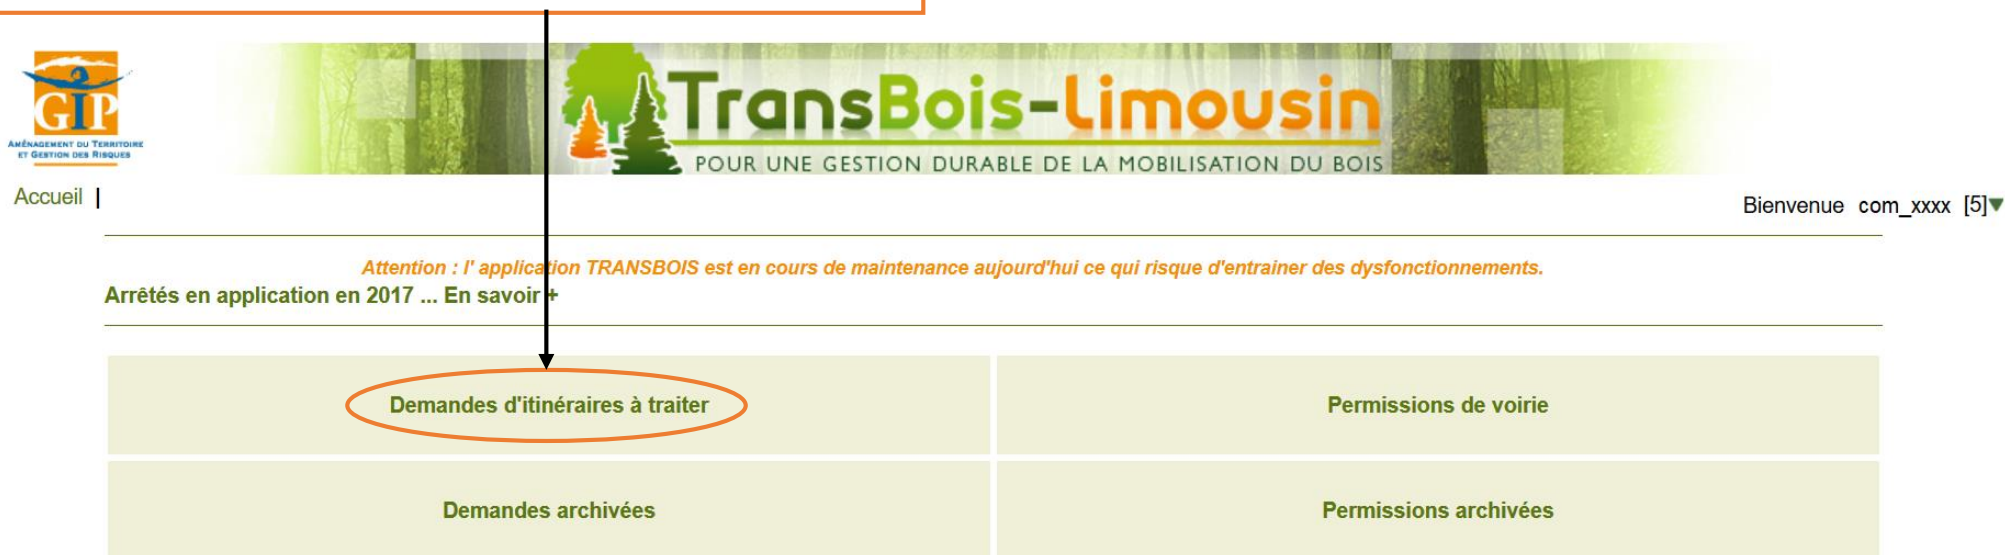 GIP
AMÉNAGEMENT DU TERRITOIRE
ET GESTION DES RISQUES
TransBois-Limousin
POUR UNE GESTION DURABLE DE LA MOBILISATION DU BOIS
Accueil |
Bienvenue com_xxxx [5]
Attention : l' application TRANSBOIS est en cours de maintenance aujourd'hui ce qui risque d'entrainer des dysfonctionnements.
Arrêtés en application en 2017 ... En savoir +
Demandes d'itinéraires à traiter
Permissions de voirie
Demandes archivées
Permissions archivées